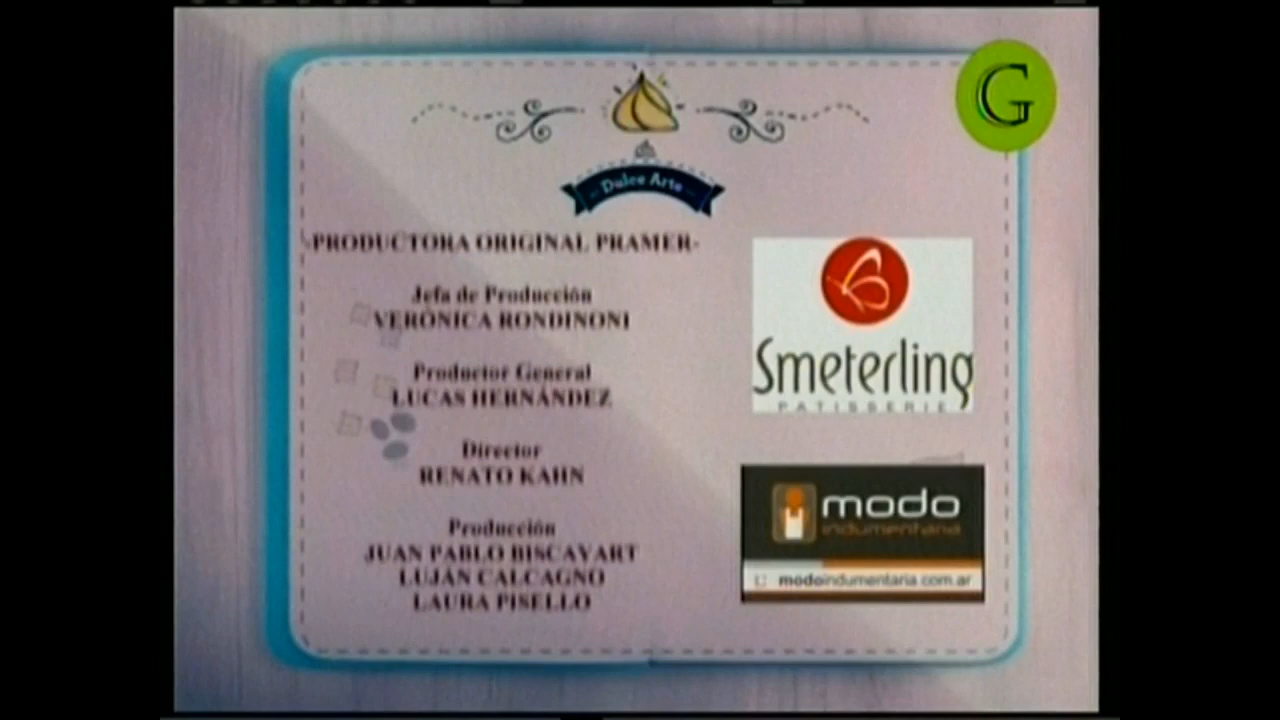 G
Dulce Arte
-PRODUCTORA ORIGINAL PRAMER-
Jefa de Producción
VERÓNICA RONDINONI
Productor General
LUCAS HERNÁNDEZ
Director
RENATO KAHN
Producción
JUAN PABLO BISCAYART
LUJÁN CALCAGNO
LAURA PISELLO
Smeterling
PATISSERIE
modo
indumentaria
modoindumentaria.com.ar